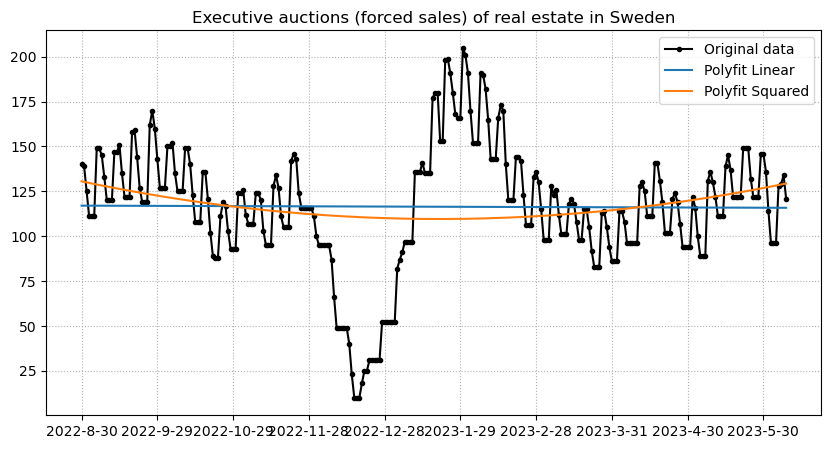 Executive auctions (forced sales) of real estate in Sweden
Original data
Polyfit Linear
Polyfit Squared
200
175
150
125
100
75
50
25
2022-8-30 2022-9-29 2022-10-29 2022-11-28 2022-12-28 2023-1-29 2023-2-28 2023-3-31 2023-4-30 2023-5-30